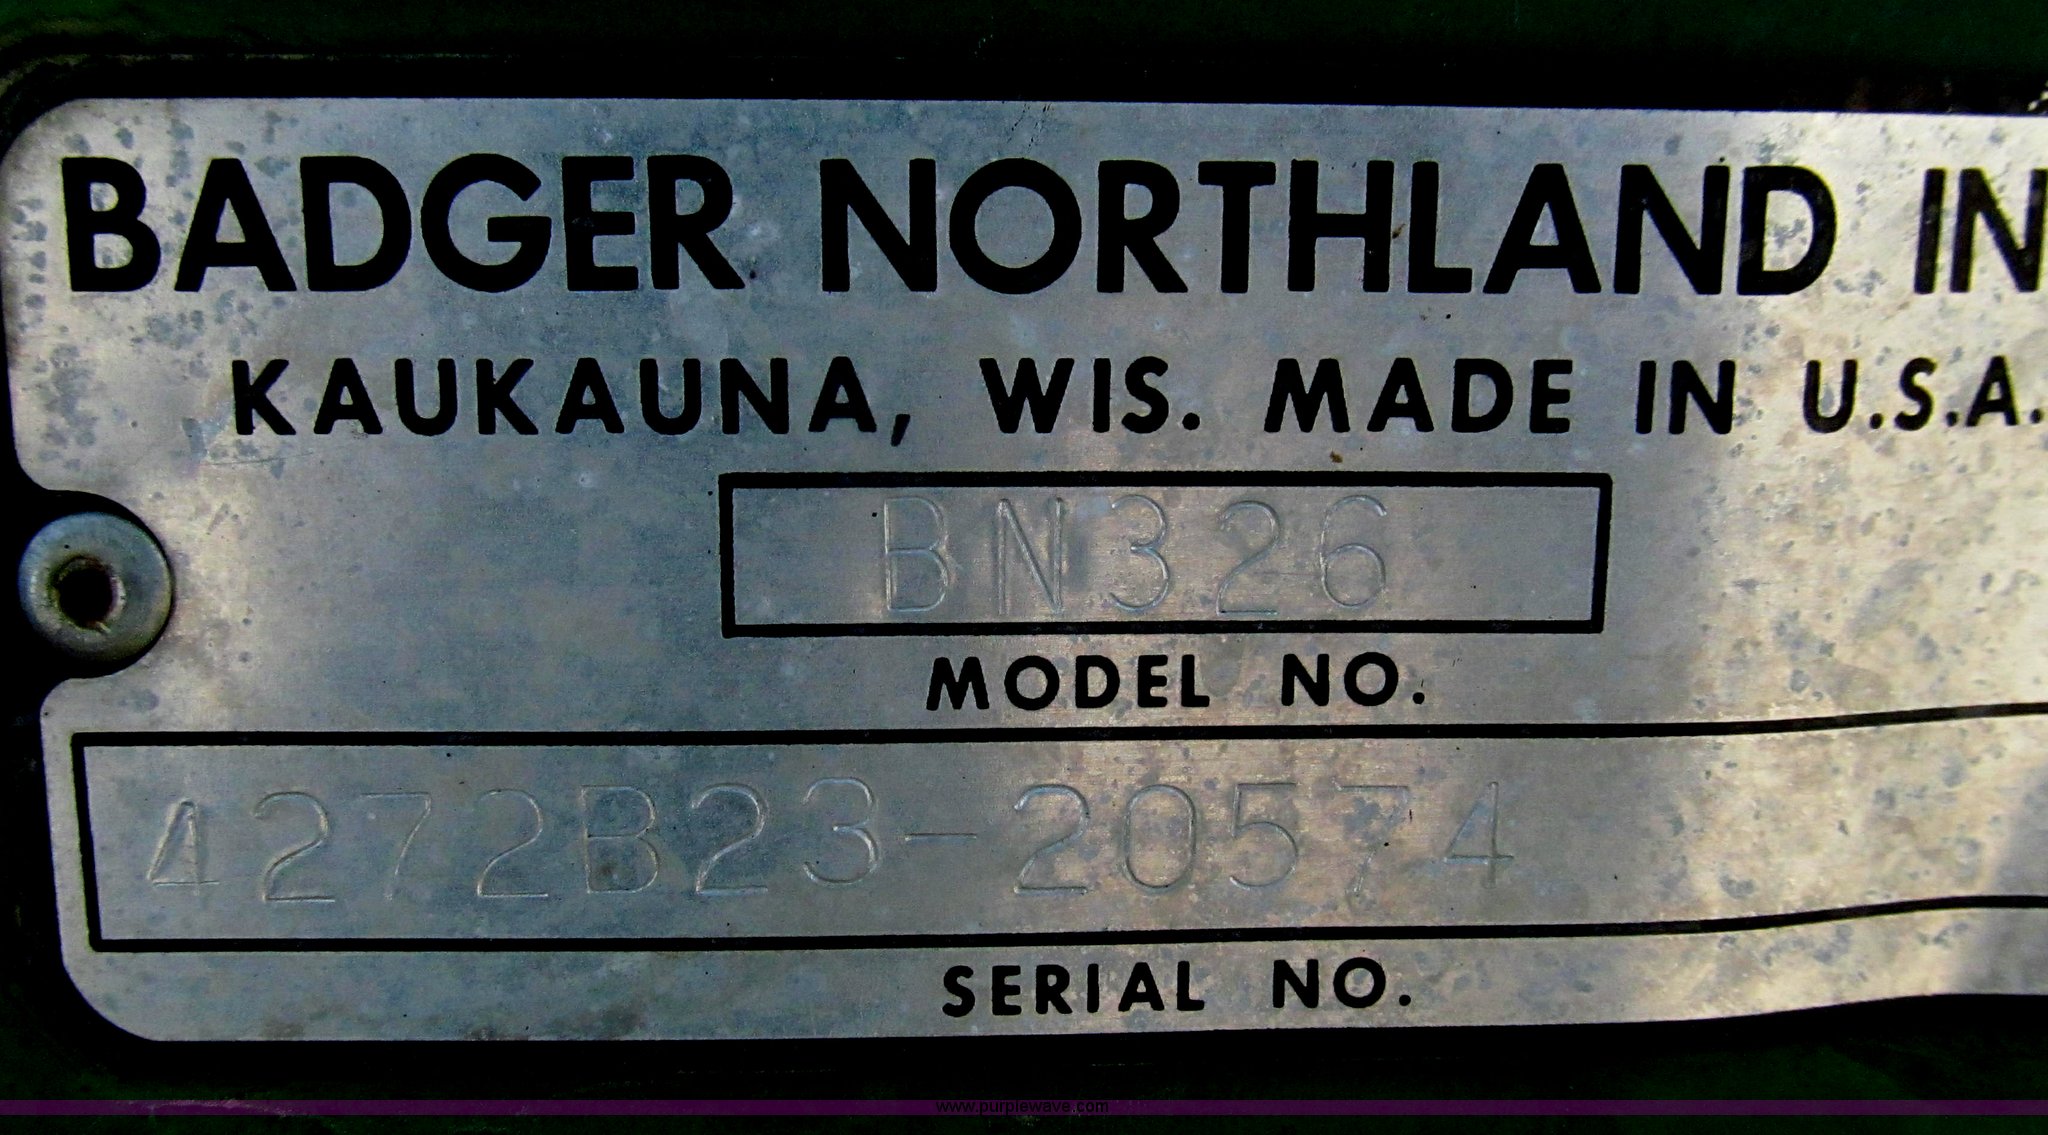 BADGER NORTHLAND IN
KAUKAUNA, WIS. MADE IN U.S.A.
BN326
MODEL NO.
4272B23-20574
SERIAL NO.
www.purplewave.com